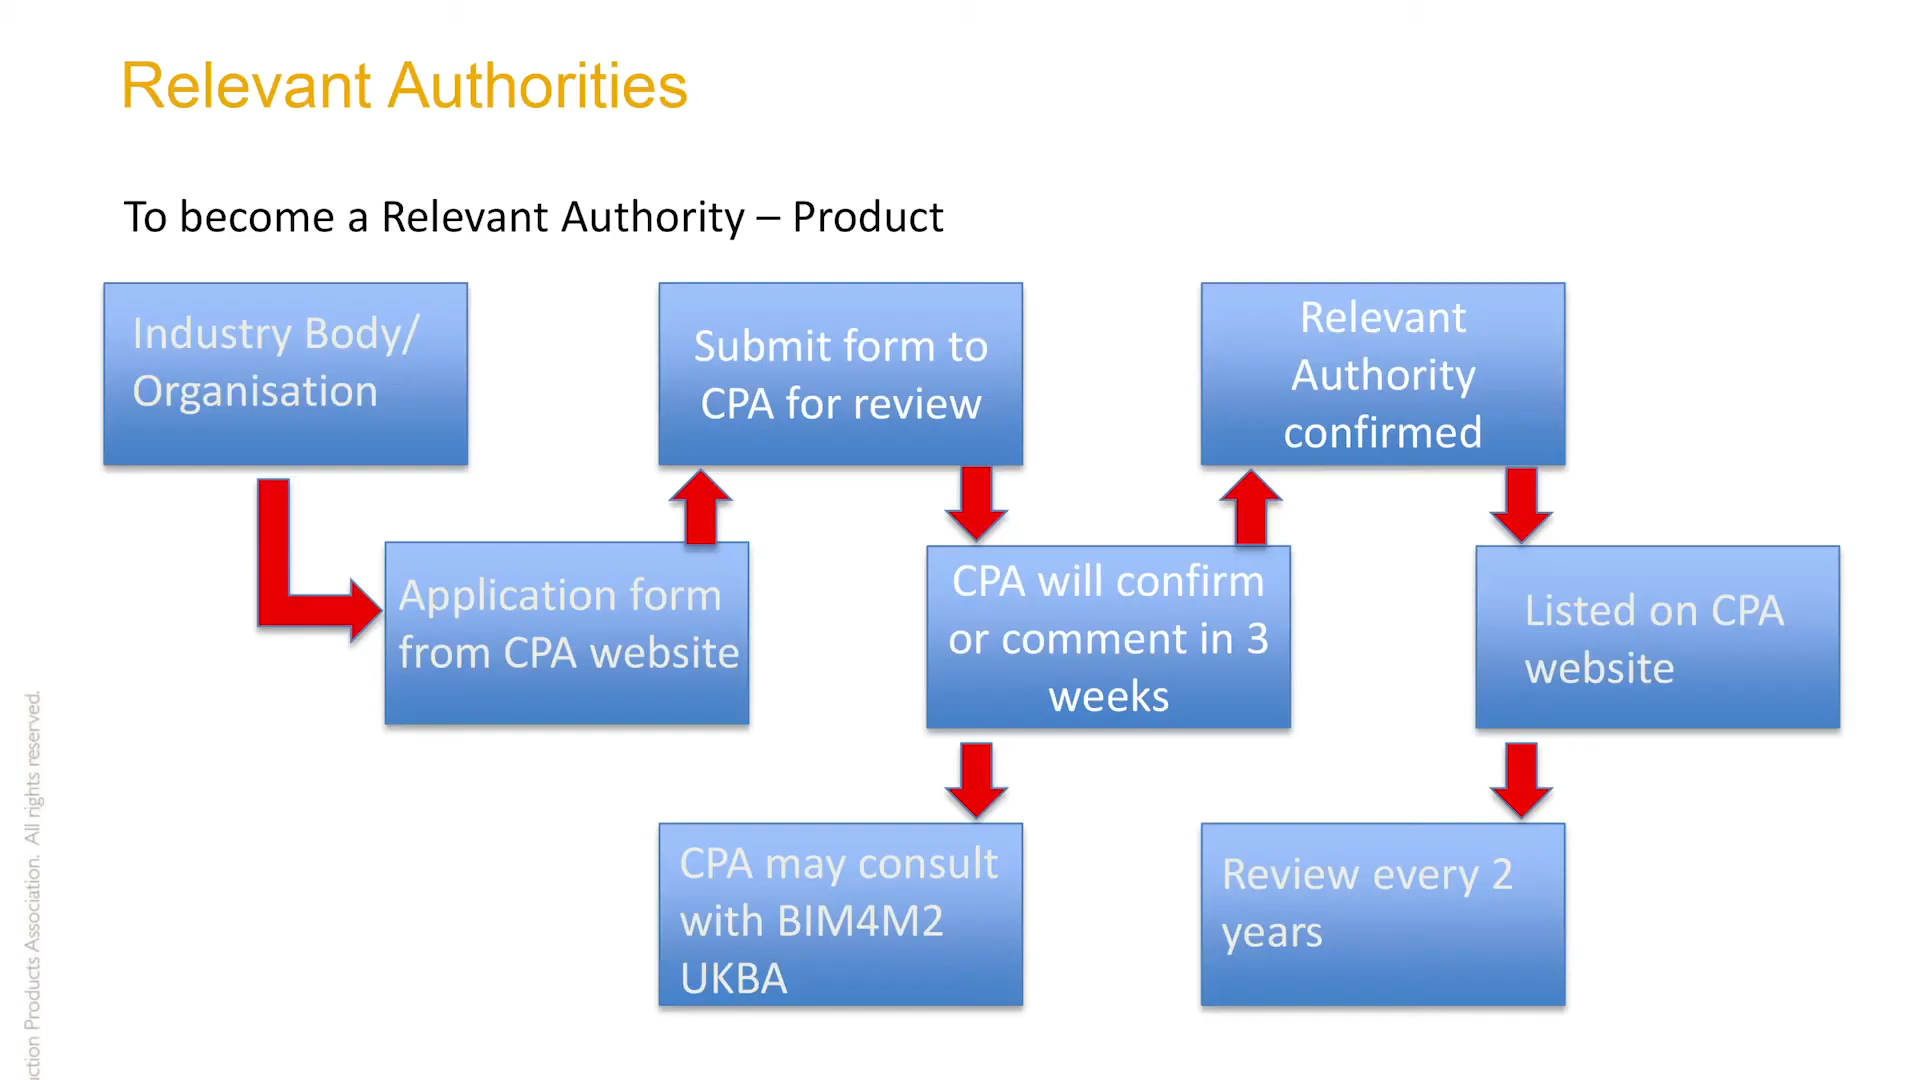 Relevant Authorities
To become a Relevant Authority – Product
Industry Body/
Organisation
Application form
from CPA website
Submit form to
CPA for review
CPA will confirm
or comment in 3
weeks
CPA may consult
with BIM4M2
UKBA
Relevant
Authority
confirmed
Listed on CPA
website
Review every 2
years
uction Products Association. All rights reserved.